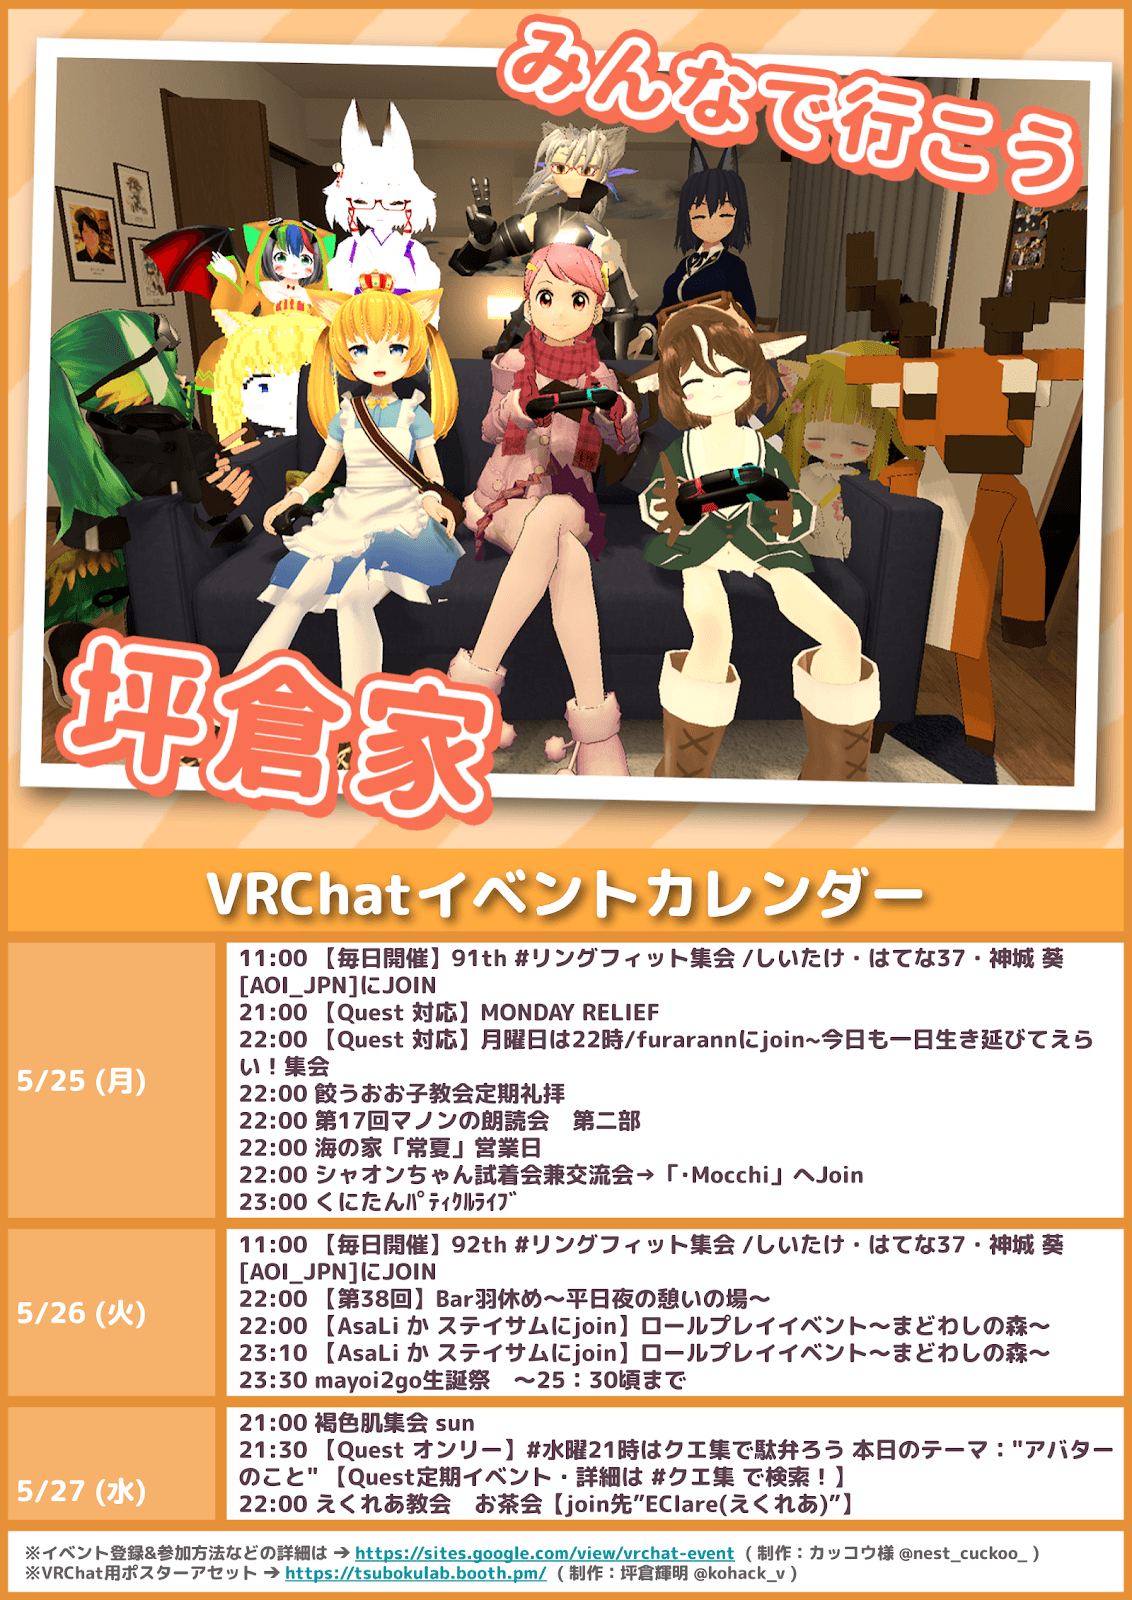 みんなで行こう
坪倉家
VRChatイベントカレンダー
5/25 (月)
11:00 【毎日開催】91th #リングフィット集会 /しいたけ・はてな37・神城 葵
[AOI_JPN]にJOIN
21:00 【Quest 対応】MONDAY RELIEF
22:00 【Quest 対応】月曜日は22時/furarannにjoin~今日も一日生き延びてえら
い！集会
22:00 餃うおお子教会定期礼拝
22:00 第17回マノンの朗読会　第二部
22:00 海の家「常夏」営業日
22:00 シャオンちゃん試着会兼交流会→「･Mocchi」へJoin
23:00 くにたんﾊﾟﾃｨｸﾙﾗｲﾌﾞ
5/26 (火)
11:00 【毎日開催】92th #リングフィット集会 /しいたけ・はてな37・神城 葵
[AOI_JPN]にJOIN
22:00 【第38回】Bar羽休め〜平日夜の憩いの場〜
22:00 【AsaLi か ステイサムにjoin】ロールプレイイベント〜まどわしの森〜
23:10 【AsaLi か ステイサムにjoin】ロールプレイイベント〜まどわしの森〜
23:30 mayoi2go生誕祭　〜25：30頃まで
5/27 (水)
21:00 褐色肌集会 sun
21:30 【Quest オンリー】#水曜21時はクエ集で駄弁ろう 本日のテーマ："アバター
のこと" 【Quest定期イベント・詳細は #クエ集 で検索！】
22:00 えくれあ教会　お茶会【join先”EClare(えくれあ)”】
※イベント登録&参加方法などの詳細は → https://sites.google.com/view/vrchat-event ( 制作：カッコウ様 @nest_cuckoo_ )
※VRChat用ポスターアセット → https://tsubokulab.booth.pm/ ( 制作：坪倉輝明 @kohack_v )